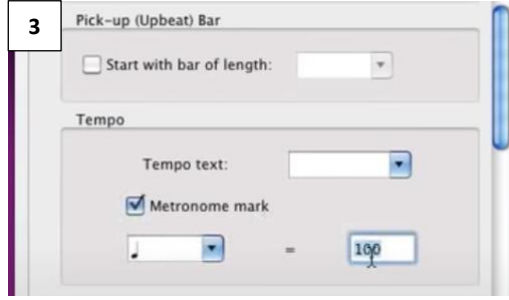 3
Pick-up (Upbeat) Bar
Start with bar of length:
Tempo
Tempo text:
Metronome mark
♩ = 100